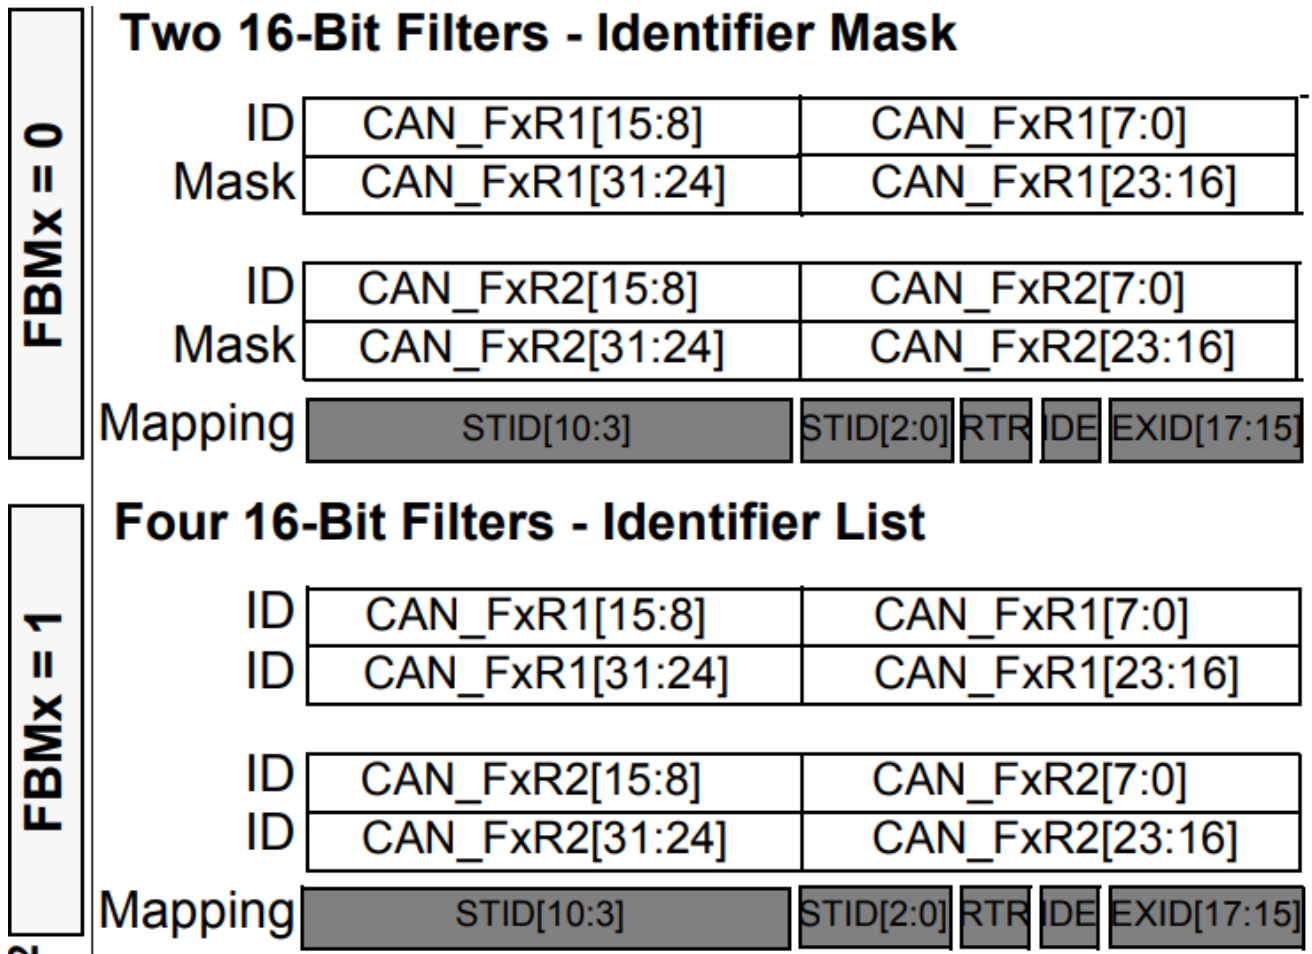 Two 16-Bit Filters - Identifier Mask
FBMx = 0
ID CAN_FxR1[15:8] CAN_FxR1[7:0]
Mask CAN_FxR1[31:24] CAN_FxR1[23:16]
ID CAN_FxR2[15:8] CAN_FxR2[7:0]
Mask CAN_FxR2[31:24] CAN_FxR2[23:16]
Mapping STID[10:3] STID[2:0] RTR IDE EXID[17:15]
Four 16-Bit Filters - Identifier List
FBMx = 1
ID CAN_FxR1[15:8] CAN_FxR1[7:0]
ID CAN_FxR1[31:24] CAN_FxR1[23:16]
ID CAN_FxR2[15:8] CAN_FxR2[7:0]
ID CAN_FxR2[31:24] CAN_FxR2[23:16]
Mapping STID[10:3] STID[2:0] RTR IDE EXID[17:15]